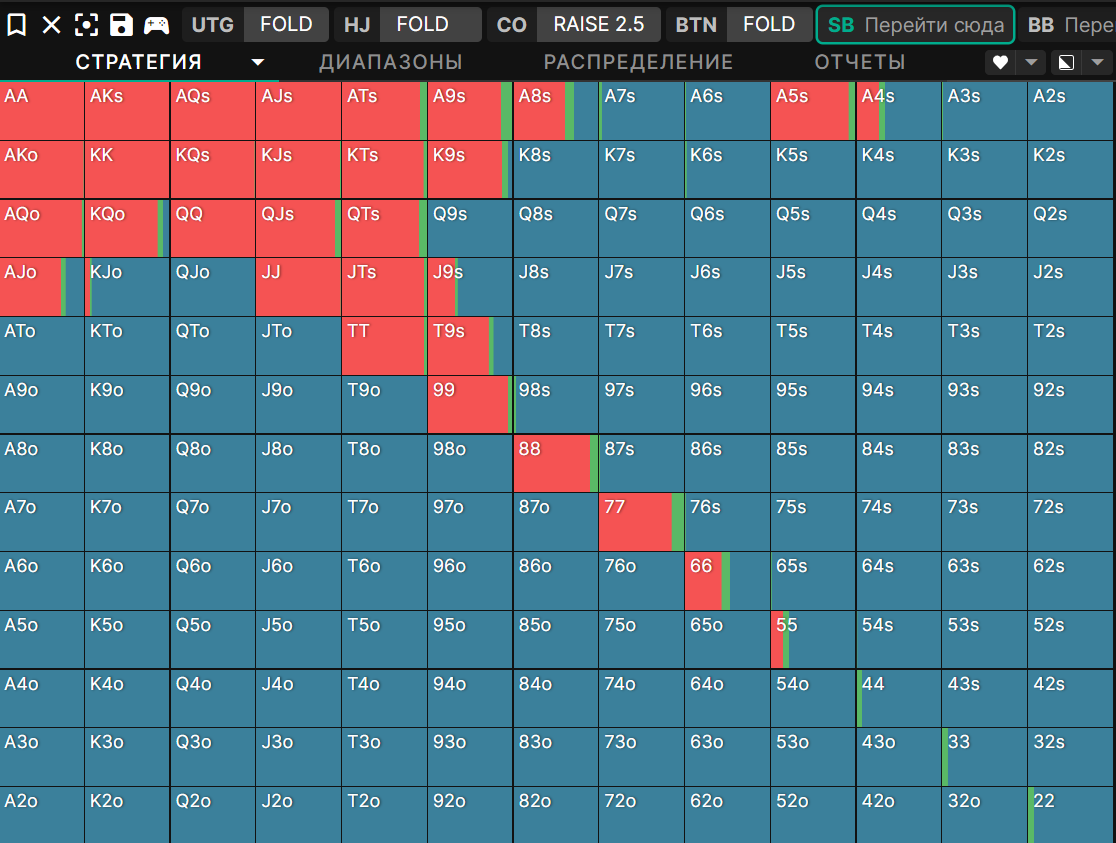 UTG FOLD HJ FOLD CO RAISE 2.5 BTN FOLD SB Перейти сюда BB Пере
СТРАТЕГИЯ ДИАПАЗОНЫ РАСПРЕДЕЛЕНИЕ ОТЧЕТЫ
AA AKs AQs AJs ATs A9s A8s A7s A6s A5s A4s A3s A2s
AKo KK KQs KJs KTs K9s K8s K7s K6s K5s K4s K3s K2s
AQo KQo QQ QJs QTs Q9s Q8s Q7s Q6s Q5s Q4s Q3s Q2s
AJo KJo QJo JJ JTs J9s J8s J7s J6s J5s J4s J3s J2s
ATo KTo QTo JTo TT T9s T8s T7s T6s T5s T4s T3s T2s
A9o K9o Q9o J9o T9o 99 98s 97s 96s 95s 94s 93s 92s
A8o K8o Q8o J8o T8o 98o 88 87s 86s 85s 84s 83s 82s
A7o K7o Q7o J7o T7o 97o 87o 77 76s 75s 74s 73s 72s
A6o K6o Q6o J6o T6o 96o 86o 76o 66 65s 64s 63s 62s
A5o K5o Q5o J5o T5o 95o 85o 75o 65o 55 54s 53s 52s
A4o K4o Q4o J4o T4o 94o 84o 74o 64o 54o 44 43s 42s
A3o K3o Q3o J3o T3o 93o 83o 73o 63o 53o 43o 33 32s
A2o K2o Q2o J2o T2o 92o 82o 72o 62o 52o 42o 32o 22